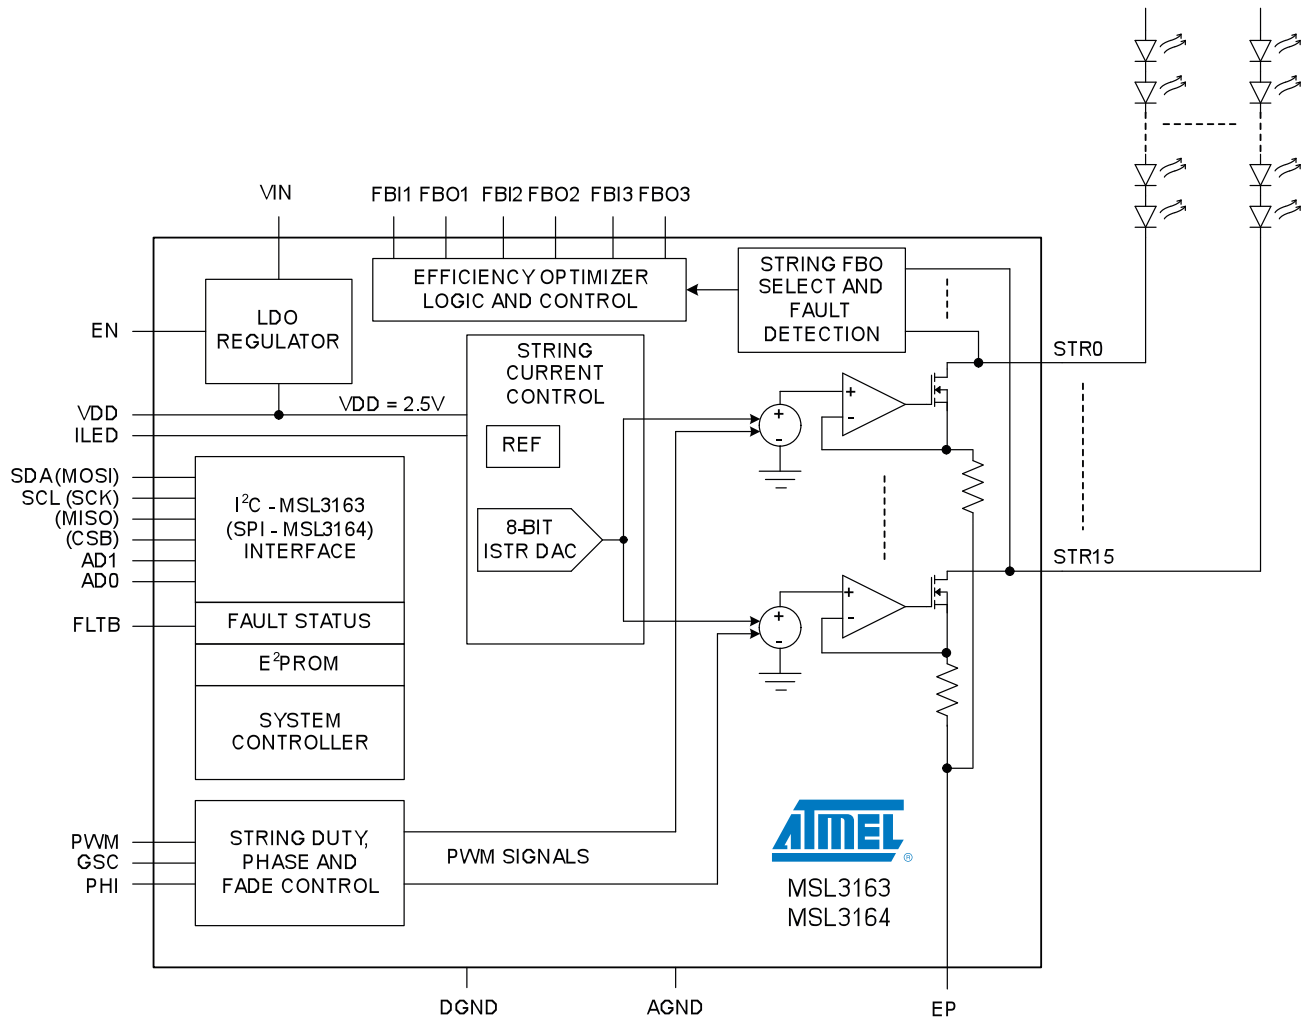 VIN
FBI1 FBO1 FBI2 FBO2 FBI3 FBO3
EFFICIENCY OPTIMIZER
LOGIC AND CONTROL
STRING FBO
SELECT AND
FAULT
DETECTION
LDO
REGULATOR
EN
STRING
CURRENT
CONTROL
STR0
VDD
VDD = 2.5V
ILED
REF
+
-
+
-
SDA(MOSI)
SCL (SCK)
(MISO)
(CSB)
AD1
AD0
I²C - MSL3163
(SPI - MSL3164)
INTERFACE
8-BIT
ISTR DAC
STR15
FLTB
FAULT STATUS
+
-
+
-
E²PROM
SYSTEM
CONTROLLER
PWM
GSC
PHI
STRING DUTY,
PHASE AND
FADE CONTROL
PWM SIGNALS
ATMEL ®
MSL3163
MSL3164
DGND
AGND
EP